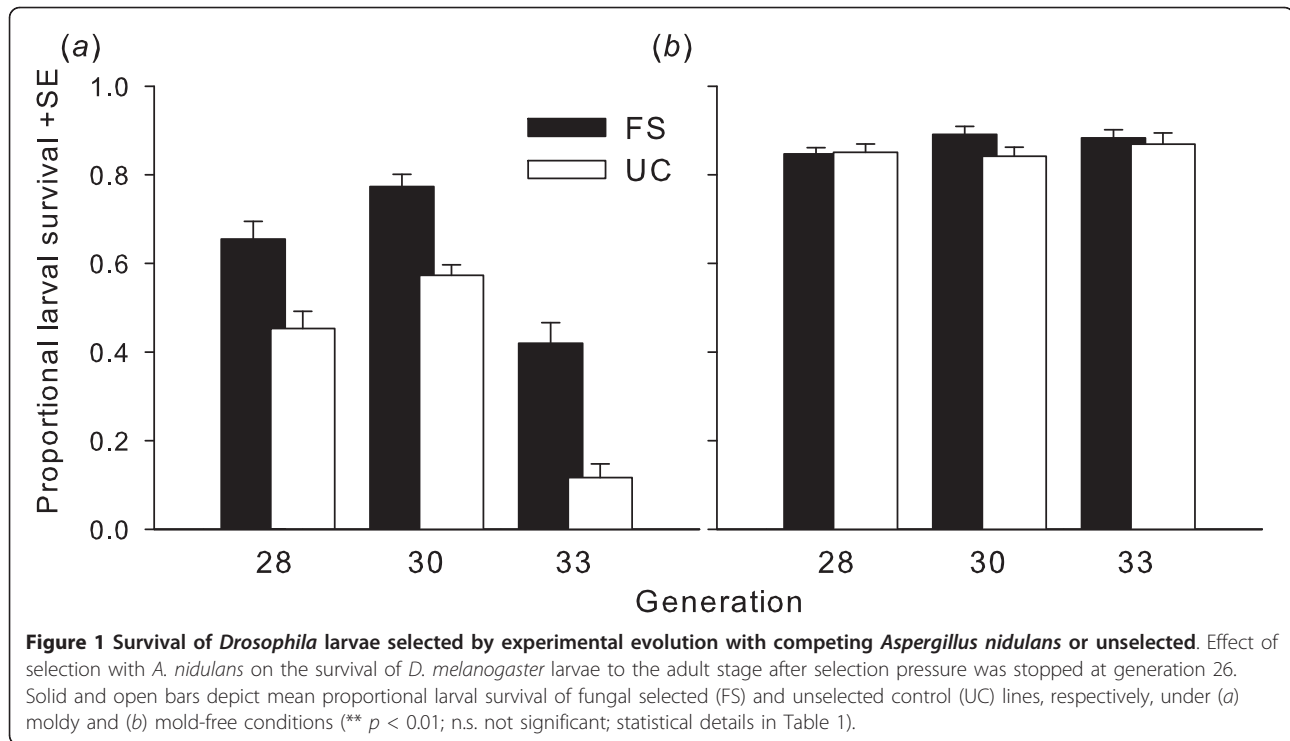 (a)
(b)
Proportional larval survival +SE
1.0
0.8
0.6
0.4
0.2
0.0
FS
UC
28 30 33 28 30 33
Generation
Figure 1 Survival of Drosophila larvae selected by experimental evolution with competing Aspergillus nidulans or unselected. Effect of
selection with A. nidulans on the survival of D. melanogaster larvae to the adult stage after selection pressure was stopped at generation 26.
Solid and open bars depict mean proportional larval survival of fungal selected (FS) and unselected control (UC) lines, respectively, under (a)
moldy and (b) mold-free conditions (** p < 0.01; n.s. not significant; statistical details in Table 1).